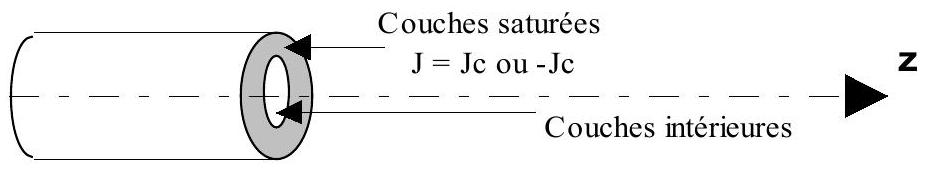 Couches saturées
J = Jc ou -Jc
z
Couches intérieures